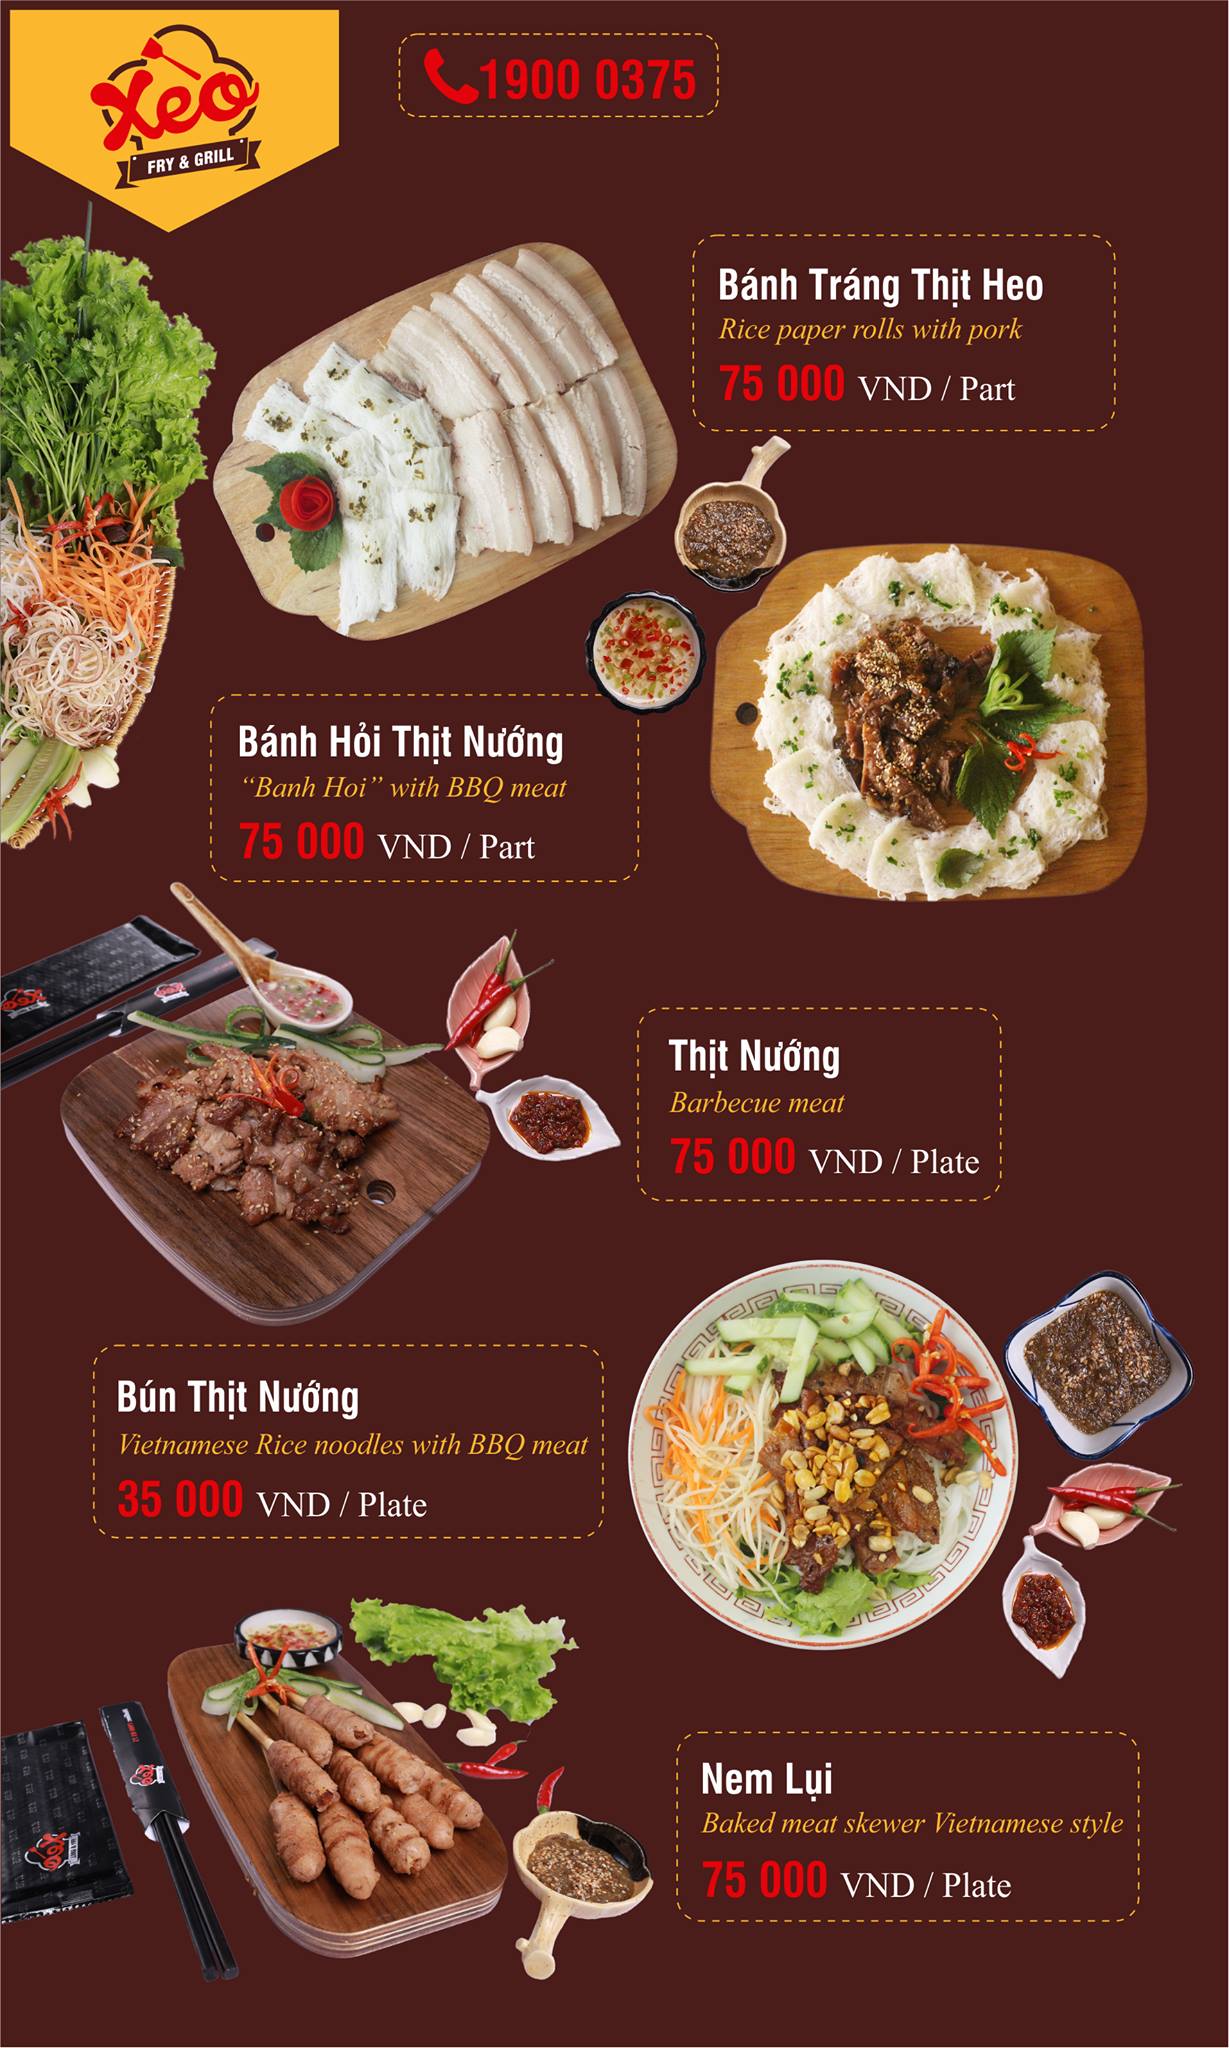 xeo
FRY & GRILL
1900 0375
Bánh Tráng Thịt Heo
Rice paper rolls with pork
75 000 VND / Part
Bánh Hỏi Thịt Nướng
“Banh Hoi” with BBQ meat
75 000 VND / Part
Thịt Nướng
Barbecue meat
75 000 VND / Plate
Bún Thịt Nướng
Vietnamese Rice noodles with BBQ meat
35 000 VND / Plate
Nem Lụi
Baked meat skewer Vietnamese style
75 000 VND / Plate